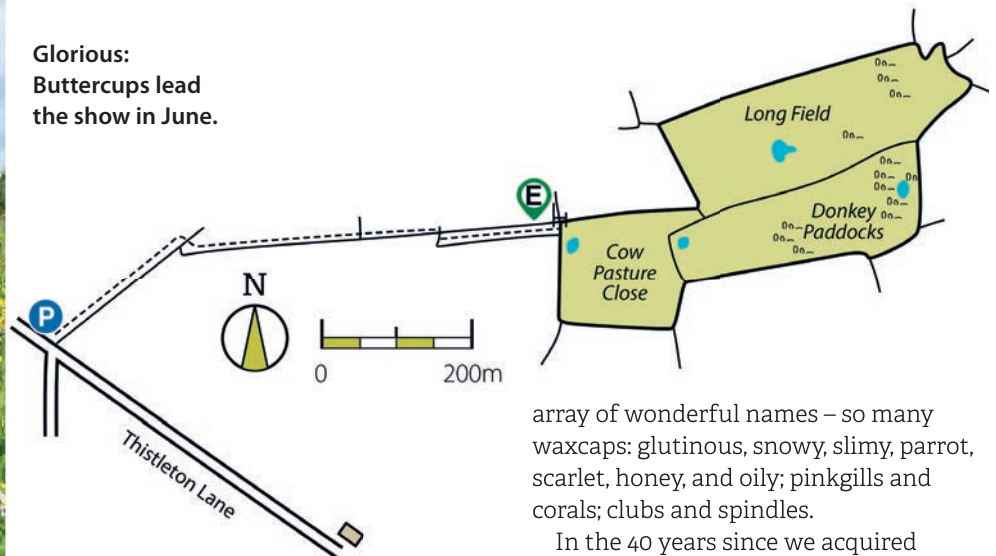 Glorious:
Buttercups lead
the show in June.
Long Field
E
Donkey
Paddocks
Cow
Pasture
Close
N
P
0 200m
Thistleton Lane
array of wonderful names – so many
waxcaps: glutinous, snowy, slimy, parrot,
scarlet, honey, and oily; pinkgills and
corals; clubs and spindles.
In the 40 years since we acquired